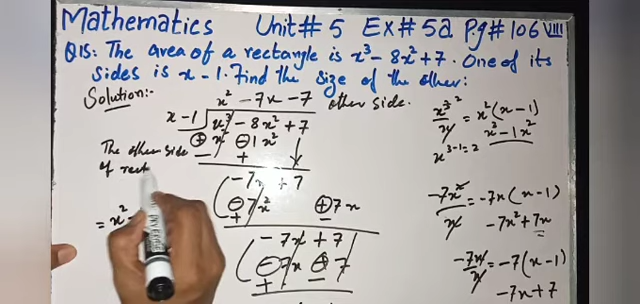 Mathematics Unit# 5 Ex# 5a Pg# 106 VIII
Q15: The area of a rectangle is x³ - 8x² + 7. One of its
sides is x - 1. Find the size of the other:
Solution:-
x² - 7x - 7 other side.
x - 1 x³ - 8x² + 7
⊕ x³ ⊖ 1x²
- +
- 7x² + 7
⊖ 7x² ⊕ 7x
+ -
- 7x + 7
⊖ 7x ⊕ 7
+ -
The other side
of rect
= x² -
x³/x = x²(x - 1)
x³ - 1x²
x³⁻¹=2
-7x²/x = -7x(x - 1)
-7x² + 7x
-7x/x = -7(x - 1)
-7x + 7